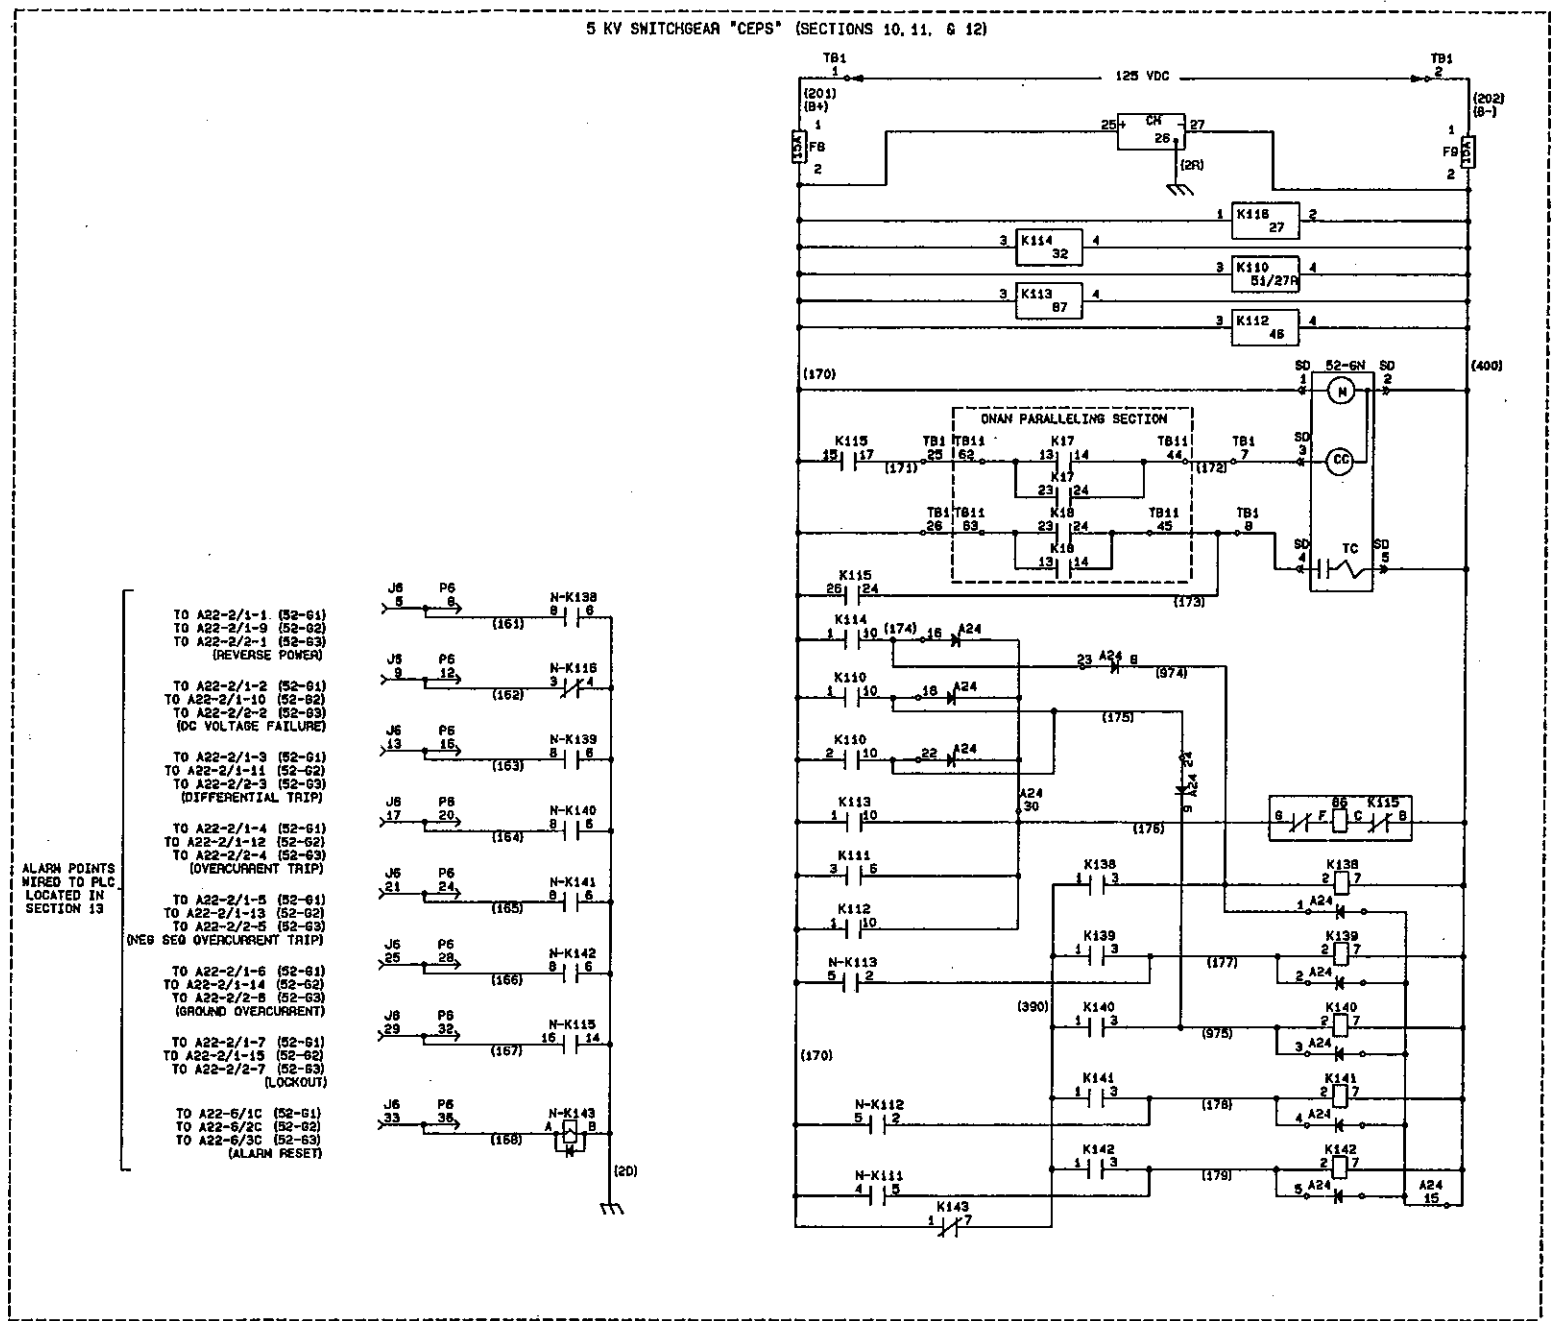 5 KV SWITCHGEAR "CEPS" (SECTIONS 10, 11, & 12)
TB1 1 125 VDC TB1 2
(201) (B+)
(202) (B-)
1 15A F8 2
25+ CM - 27
26
(2R)
1 F9 15A 2
1 K116 27 2
3 K114 32 4
3 K110 51/27R 4
3 K113 87 4
3 K112 46 4
(170) SD 1 52-GN M SD 2 (400)
ONAN PARALLELING SECTION
K115 15 17 (171) TB1 25 TB11 62 K17 13 14 TB11 44 (172) TB1 7 SD 3 CC
K17 23 24
TB1 26 TB11 63 K18 23 24 TB11 45 TB1 8
K18 13 14
SD 4 TC SD 5
K115 26 24 (173)
K114 1 10 (174) 16 A24
23 A24 8 (974)
K110 1 10 18 A24
(175)
K110 2 10 22 A24
24 A24 6
A24 30
K113 1 10 (176) G F 86 C K115 B
K111 3 6
K112 1 10
K138 1 3 K138 2 7
1 A24
K139 1 3 (177) K139 2 7
2 A24
N-K113 5 2
(390)
K140 1 3 (975) K140 2 7
3 A24
(170)
K141 1 3 (178) K141 2 7
4 A24
N-K112 5 2
K142 1 3 (179) K142 2 7
5 A24
A24 15
N-K111 4 5
K143 1 7
ALARM POINTS
WIRED TO PLC
LOCATED IN
SECTION 13
TO A22-2/1-1 (52-G1)
TO A22-2/1-9 (52-G2)
TO A22-2/2-1 (52-G3)
(REVERSE POWER)
J6 5 P6 8 (161) N-K138 8 6
TO A22-2/1-2 (52-G1)
TO A22-2/1-10 (52-G2)
TO A22-2/2-2 (52-G3)
(DC VOLTAGE FAILURE)
J6 9 P6 12 (162) N-K116 3 4
TO A22-2/1-3 (52-G1)
TO A22-2/1-11 (52-G2)
TO A22-2/2-3 (52-G3)
(DIFFERENTIAL TRIP)
J6 13 P6 16 (163) N-K139 8 6
TO A22-2/1-4 (52-G1)
TO A22-2/1-12 (52-G2)
TO A22-2/2-4 (52-G3)
(OVERCURRENT TRIP)
J6 17 P6 20 (164) N-K140 8 6
TO A22-2/1-5 (52-G1)
TO A22-2/1-13 (52-G2)
TO A22-2/2-5 (52-G3)
(NEG SEQ OVERCURRENT TRIP)
J6 21 P6 24 (165) N-K141 8 6
TO A22-2/1-6 (52-G1)
TO A22-2/1-14 (52-G2)
TO A22-2/2-6 (52-G3)
(GROUND OVERCURRENT)
J6 25 P6 28 (166) N-K142 8 6
TO A22-2/1-7 (52-G1)
TO A22-2/1-15 (52-G2)
TO A22-2/2-7 (52-G3)
(LOCKOUT)
J6 29 P6 32 (167) N-K115 16 14
TO A22-6/1C (52-G1)
TO A22-6/2C (52-G2)
TO A22-6/3C (52-G3)
(ALARM RESET)
J6 33 P6 36 (168) N-K143 A B
(2D)